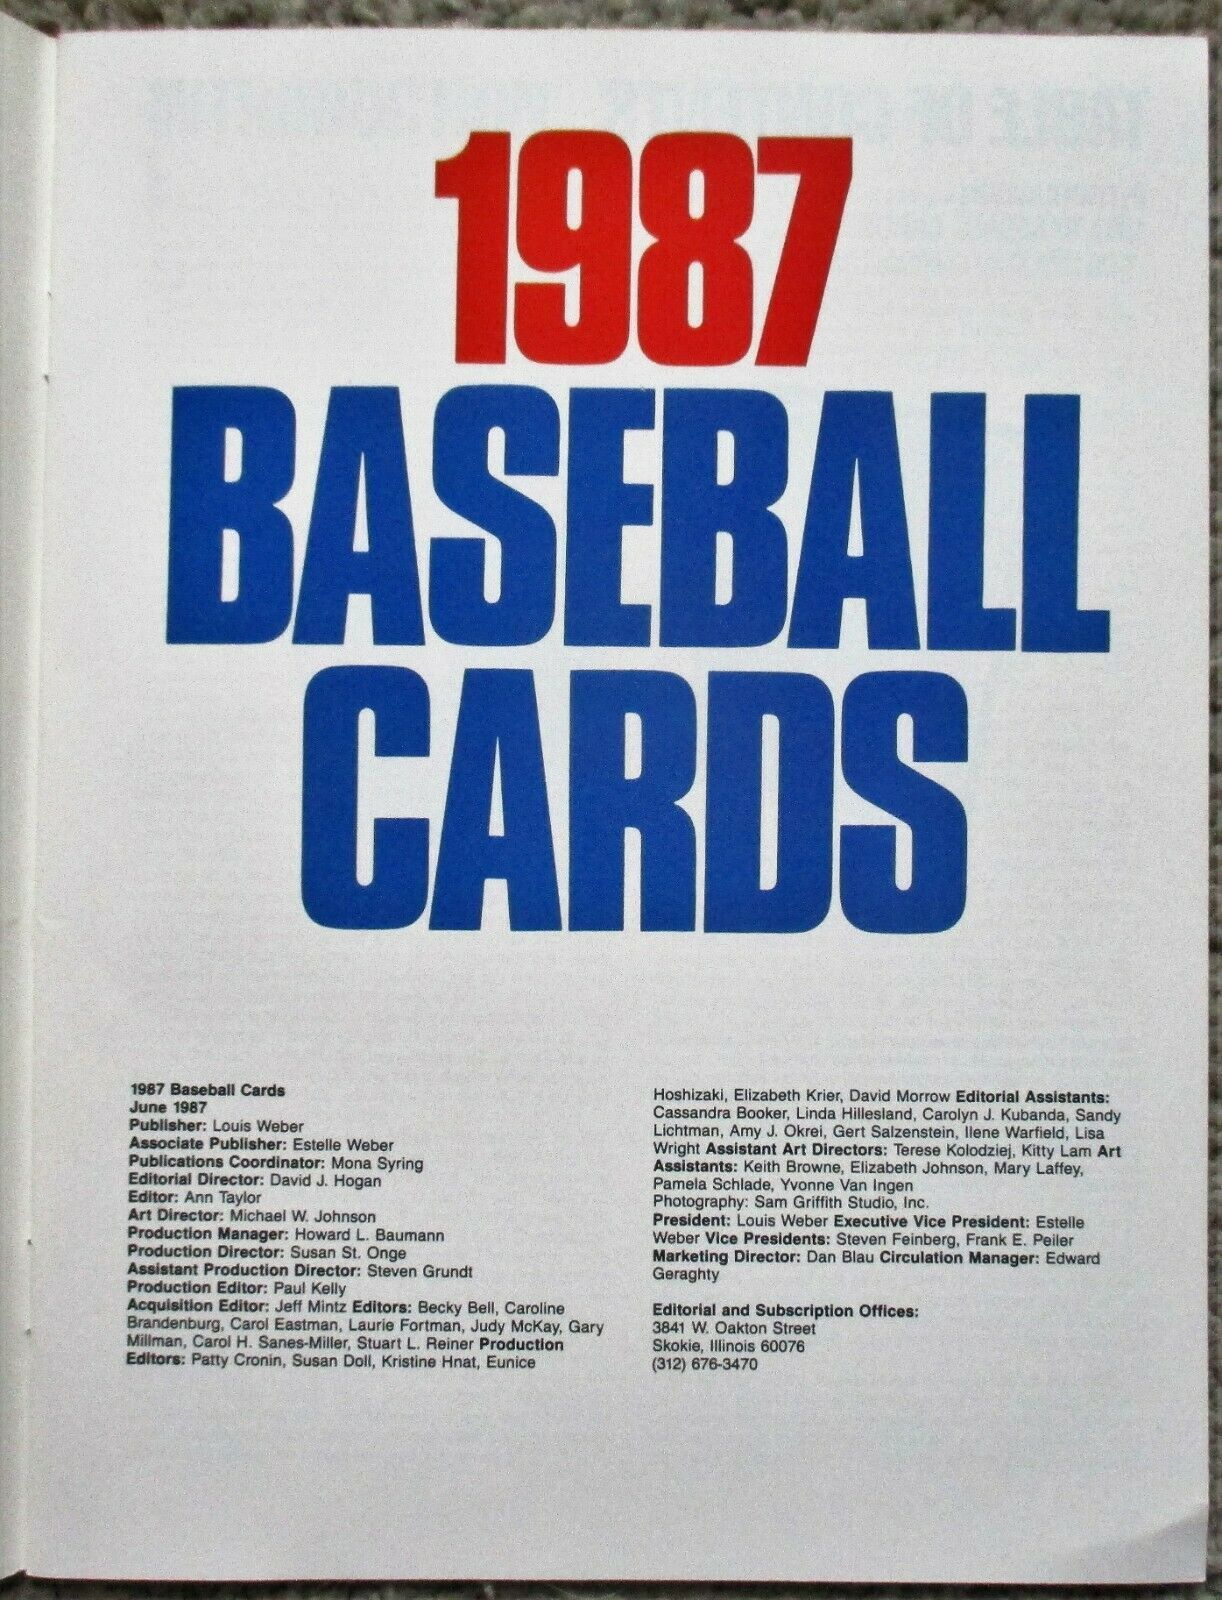 1987
BASEBALL
CARDS
1987 Baseball Cards
June 1987
Publisher: Louis Weber
Associate Publisher: Estelle Weber
Publications Coordinator: Mona Syring
Editorial Director: David J. Hogan
Editor: Ann Taylor
Art Director: Michael W. Johnson
Production Manager: Howard L. Baumann
Production Director: Susan St. Onge
Assistant Production Director: Steven Grundt
Production Editor: Paul Kelly
Acquisition Editor: Jeff Mintz Editors: Becky Bell, Caroline
Brandenburg, Carol Eastman, Laurie Fortman, Judy McKay, Gary
Millman, Carol H. Sanes-Miller, Stuart L. Reiner Production
Editors: Patty Cronin, Susan Doll, Kristine Hnat, Eunice
Hoshizaki, Elizabeth Krier, David Morrow Editorial Assistants:
Cassandra Booker, Linda Hillesland, Carolyn J. Kubanda, Sandy
Lichtman, Amy J. Okrei, Gert Salzenstein, Ilene Warfield, Lisa
Wright Assistant Art Directors: Terese Kolodziej, Kitty Lam Art
Assistants: Keith Browne, Elizabeth Johnson, Mary Laffey,
Pamela Schlade, Yvonne Van Ingen
Photography: Sam Griffith Studio, Inc.
President: Louis Weber Executive Vice President: Estelle
Weber Vice Presidents: Steven Feinberg, Frank E. Peiler
Marketing Director: Dan Blau Circulation Manager: Edward
Geraghty
Editorial and Subscription Offices:
3841 W. Oakton Street
Skokie, Illinois 60076
(312) 676-3470